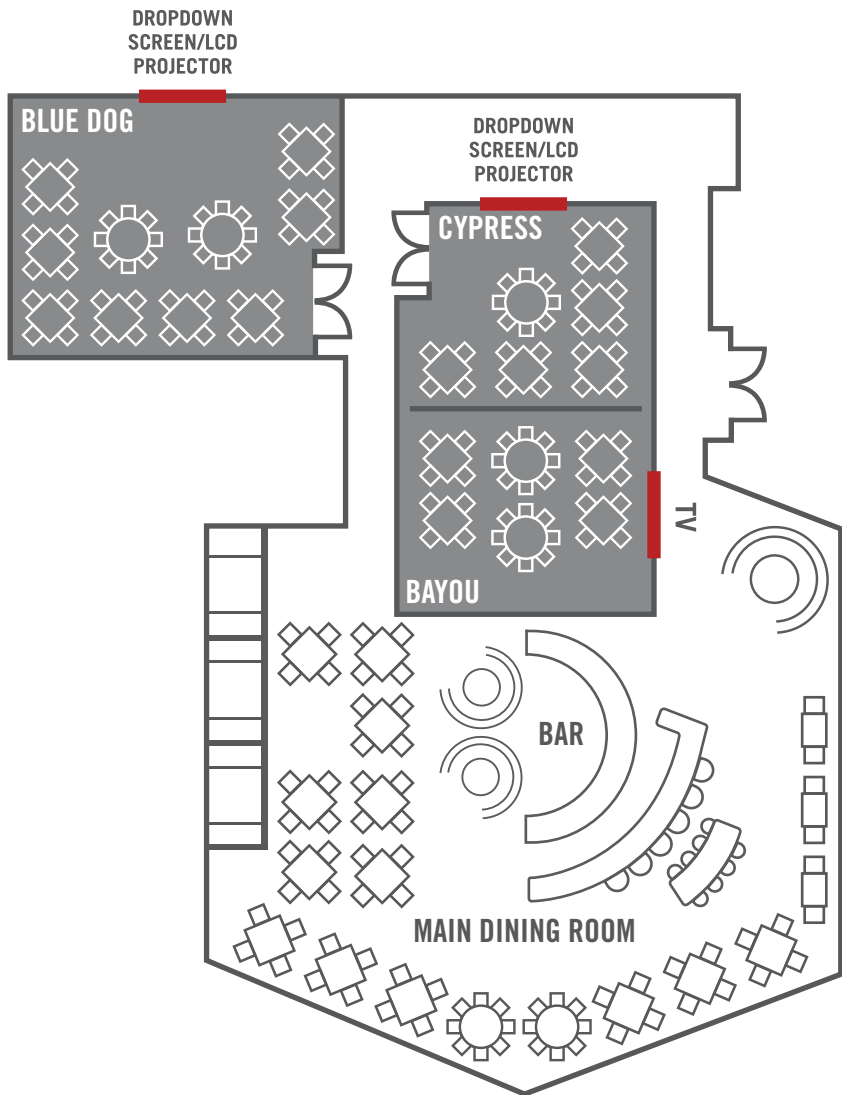 DROPDOWN
SCREEN/LCD
PROJECTOR
BLUE DOG
DROPDOWN
SCREEN/LCD
PROJECTOR
CYPRESS
TV
BAYOU
BAR
MAIN DINING ROOM